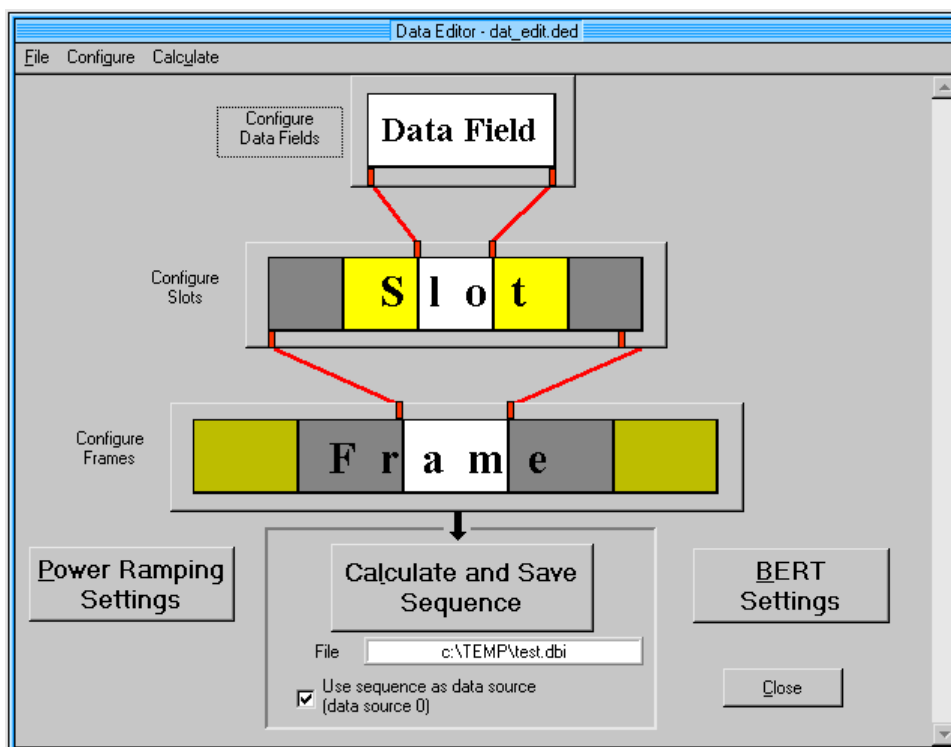 Data Editor - dat_edit.ded
File Configure Calculate
Configure
Data Fields
Data Field
Configure
Slots
Slot
Configure
Frames
Frame
Power Ramping
Settings
Calculate and Save
Sequence
BERT
Settings
File c:\TEMP\test.dbi
Use sequence as data source
(data source 0)
Close